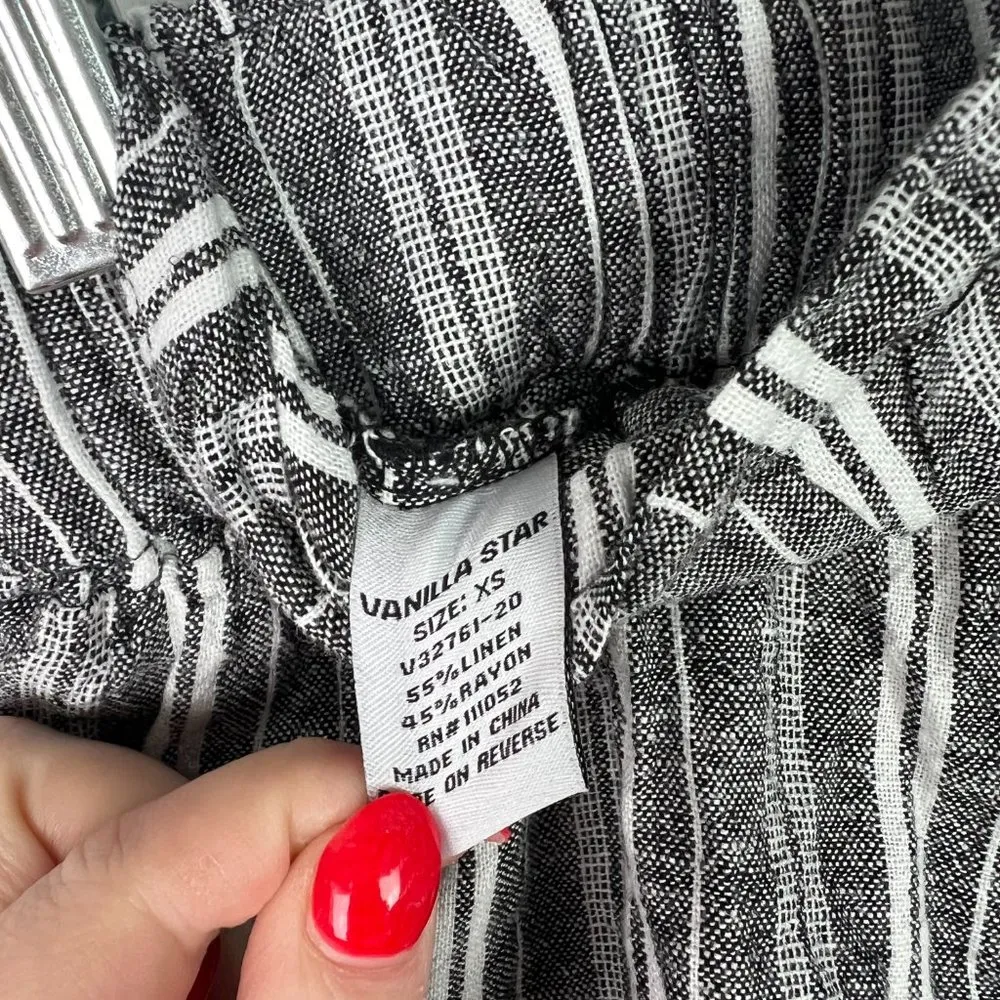 VANILLA STAR
SIZE: XS
V32761-20
55%LINEN
45%RAYON
RN# 111052
MADE IN CHINA
ON REVERSE